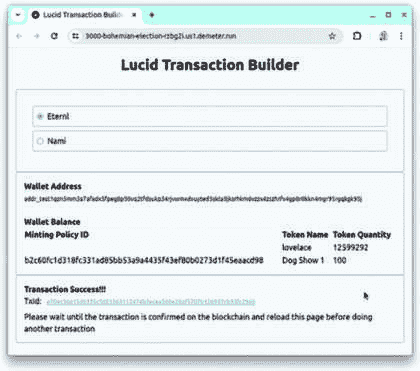 Lucid Transaction Builde
3000-bohemian-election-rzbg2i.us1.demeter.run
Lucid Transaction Builder
Eternl
Nami
Wallet Address
Wallet Balance
Minting Policy ID Token Name Token Quantity
lovelace 12599292
b2c60fc1d318fc331ad85bb53a9a4435f43ef80b0273d1f45eaacd98 Dog Show 1 100
Transaction Success!!!
TxId:
Please wait until the transaction is confirmed on the blockchain and reload this page before doing
another transaction